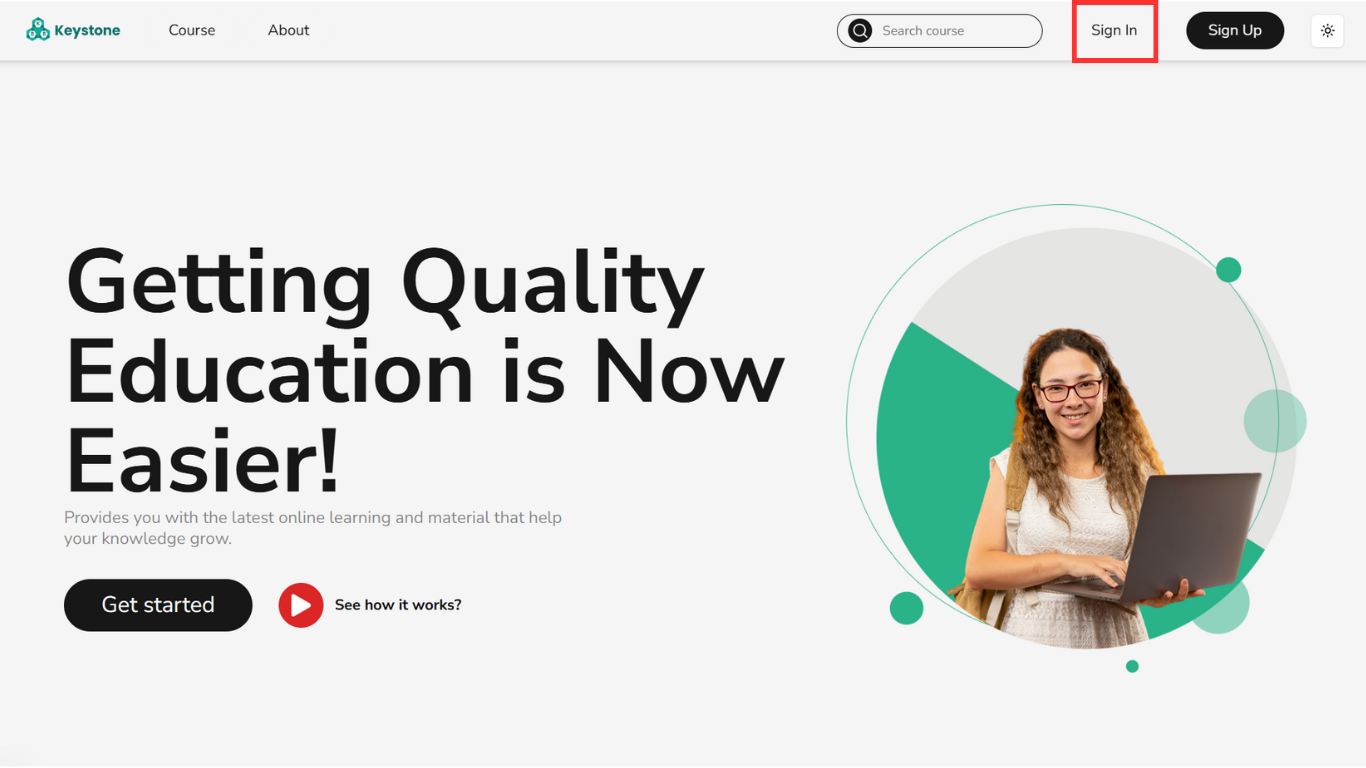 Keystone
Course
About
Search course
Sign In
Sign Up
Getting Quality
Education is Now
Easier!
Provides you with the latest online learning and material that help
your knowledge grow.
Get started
See how it works?